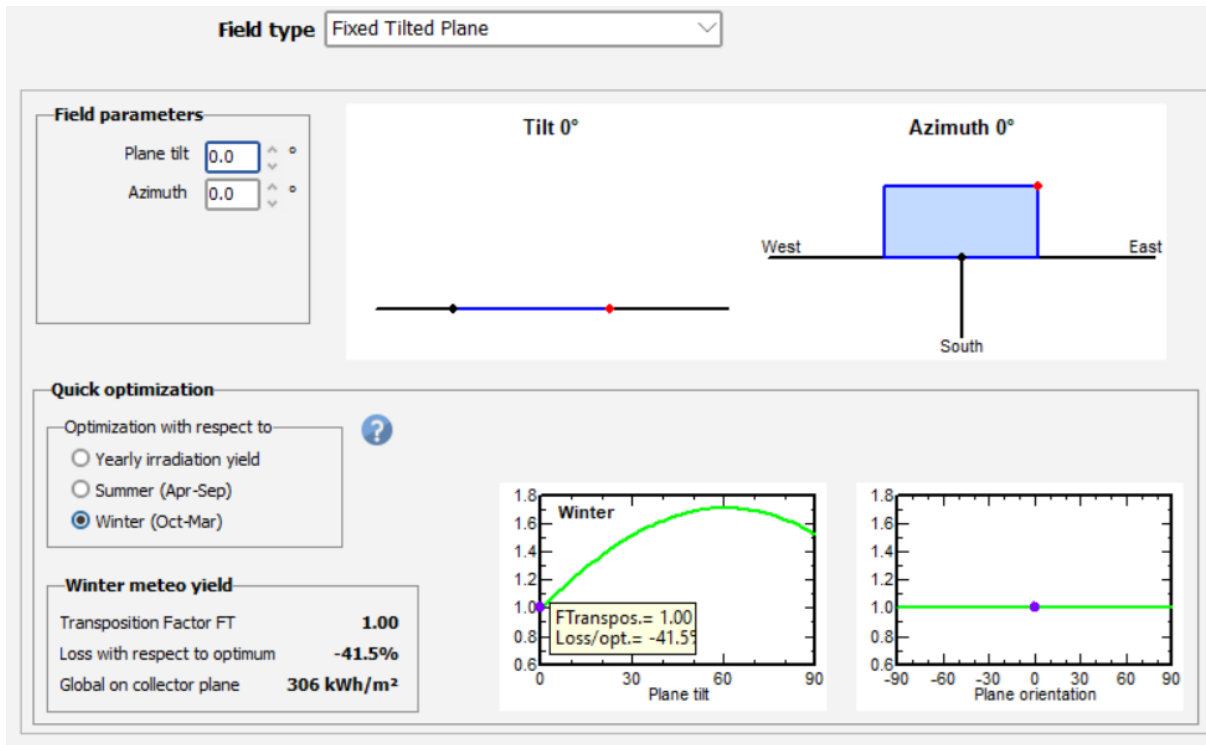 Field type Fixed Tilted Plane
Field parameters
Plane tilt 0.0 °
Azimuth 0.0 °
Tilt 0°
Azimuth 0°
West
East
South
Quick optimization
Optimization with respect to
Yearly irradiation yield
Summer (Apr-Sep)
Winter (Oct-Mar)
?
Winter meteo yield
Transposition Factor FT 1.00
Loss with respect to optimum -41.5%
Global on collector plane 306 kWh/m²
1.8
1.6
1.4
1.2
1.0
0.8
0.6
Winter
FTranspos.= 1.00
Loss/opt.= -41.5%
0 30 60 90
Plane tilt
1.8
1.6
1.4
1.2
1.0
0.8
0.6
-90 -60 -30 0 30 60 90
Plane orientation